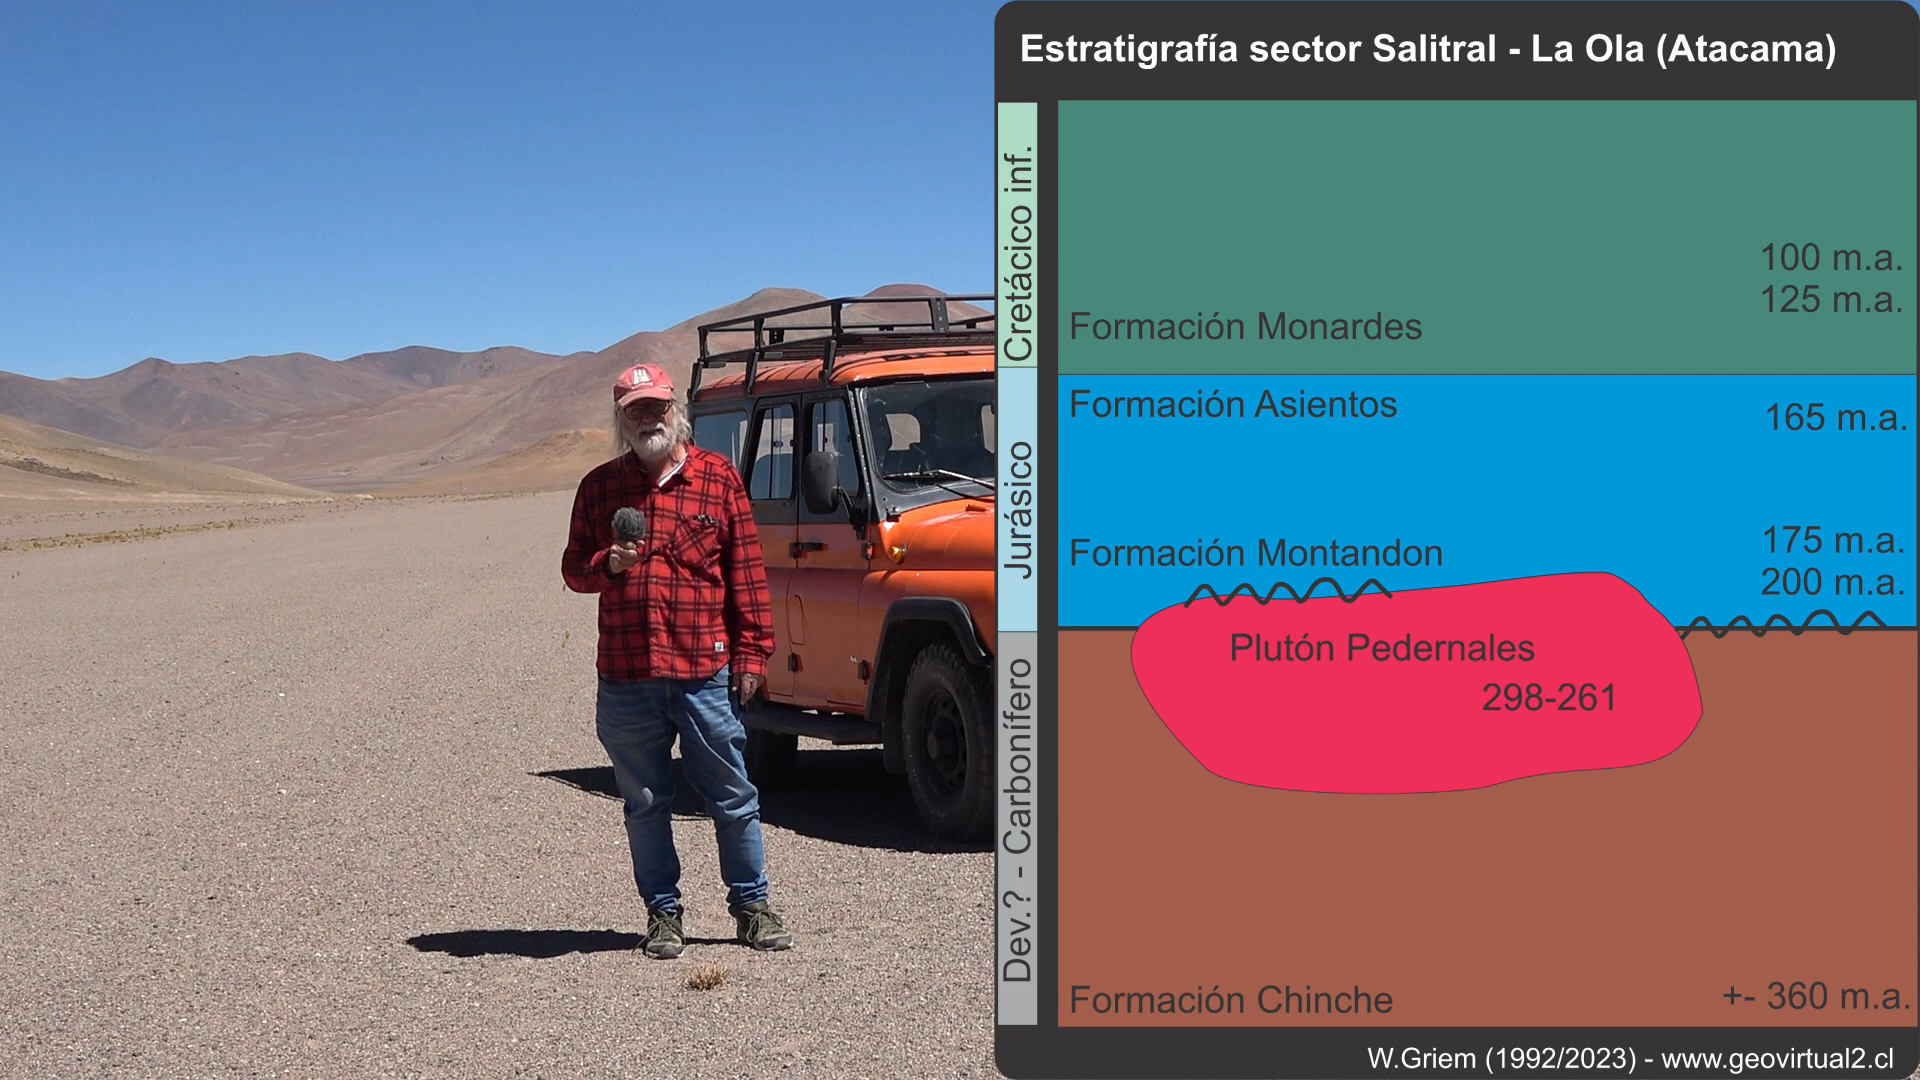 Estratigrafía sector Salitral - La Ola (Atacama)
Cretácico inf.
100 m.a.
125 m.a.
Formación Monardes
Jurásico
Formación Asientos
165 m.a.
Formación Montandon
175 m.a.
200 m.a.
Dev.? - Carbonífero
Plutón Pedernales
298-261
Formación Chinche
+- 360 m.a.
W.Griem (1992/2023) - www.geovirtual2.cl